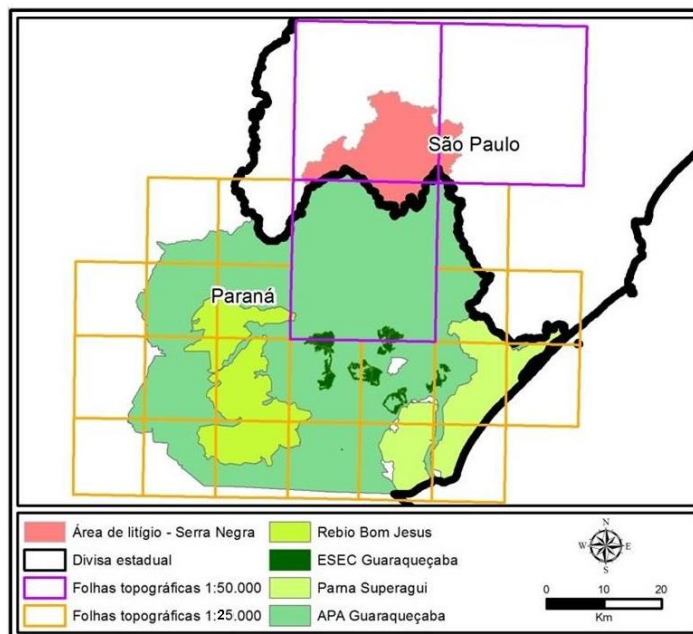 São Paulo
Paraná
Área de litígio - Serra Negra
Divisa estadual
Folhas topográficas 1:50.000
Folhas topográficas 1:25.000
Rebio Bom Jesus
ESEC Guaraqueçaba
Parna Superagui
APA Guaraqueçaba
N
W
E
S
0 10 20
Km